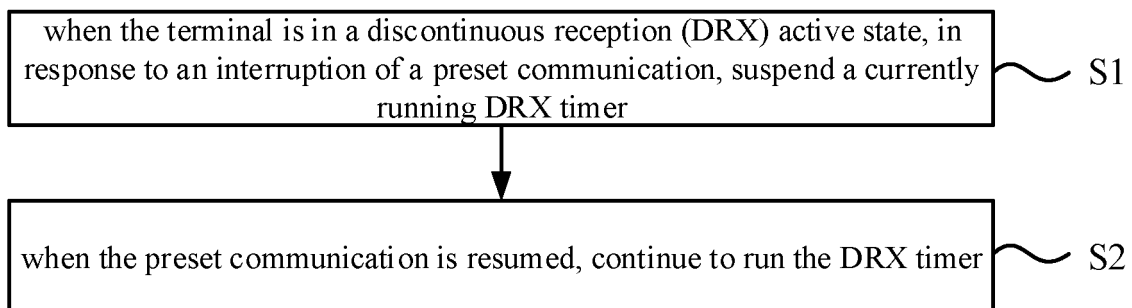 when the terminal is in a discontinuous reception (DRX) active state, in
response to an interruption of a preset communication, suspend a currently
running DRX timer
S1
when the preset communication is resumed, continue to run the DRX timer
S2